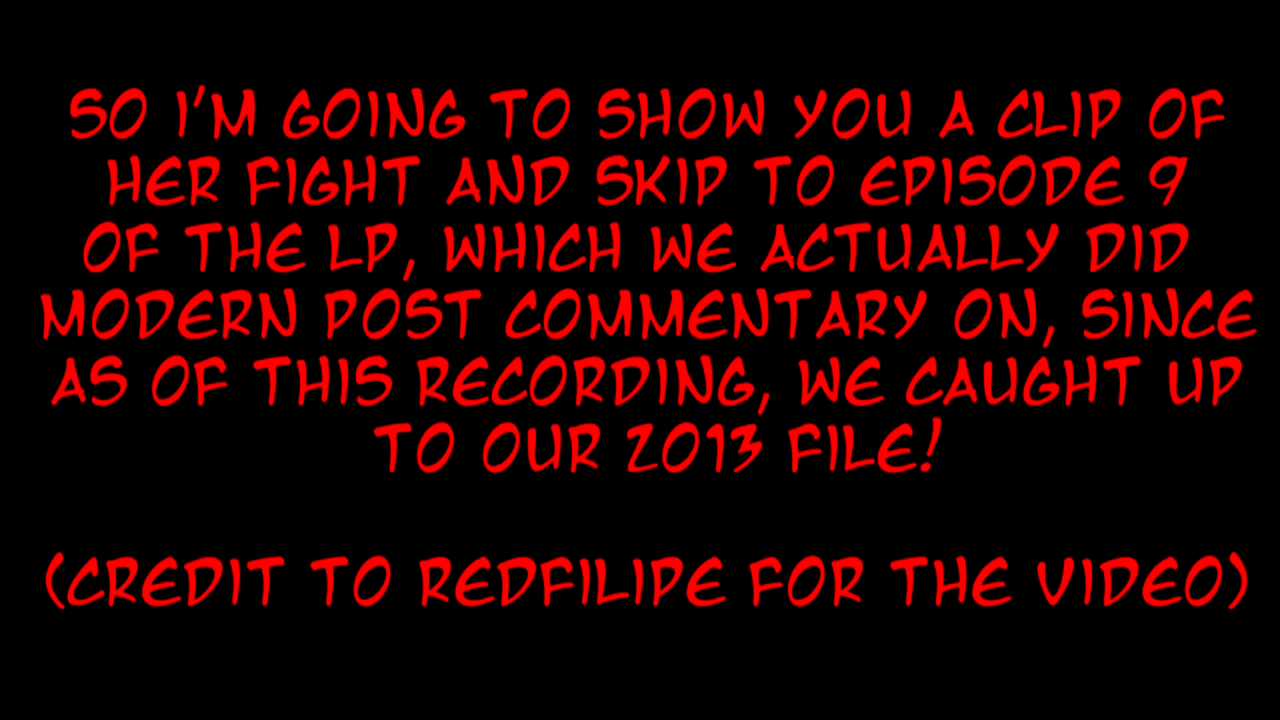 SO I'M GOING TO SHOW YOU A CLIP OF
HER FIGHT AND SKIP TO EPISODE 9
OF THE LP, WHICH WE ACTUALLY DID
MODERN POST COMMENTARY ON, SINCE
AS OF THIS RECORDING, WE CAUGHT UP
TO OUR 2013 FILE!
(CREDIT TO REDFILIPE FOR THE VIDEO)